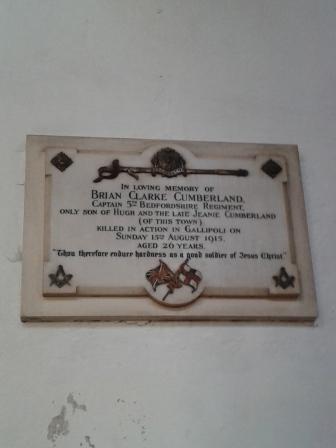 IN LOVING MEMORY OF
BRIAN CLARKE CUMBERLAND,
CAPTAIN 5TH BEDFORDSHIRE REGIMENT,
ONLY SON OF HUGH AND THE LATE JEANIE CUMBERLAND
(OF THIS TOWN)
KILLED IN ACTION IN GALLIPOLI ON
SUNDAY 15TH AUGUST 1915.
AGED 26 YEARS.
"Thou therefore endure hardness as a good soldier of Jesus Christ."